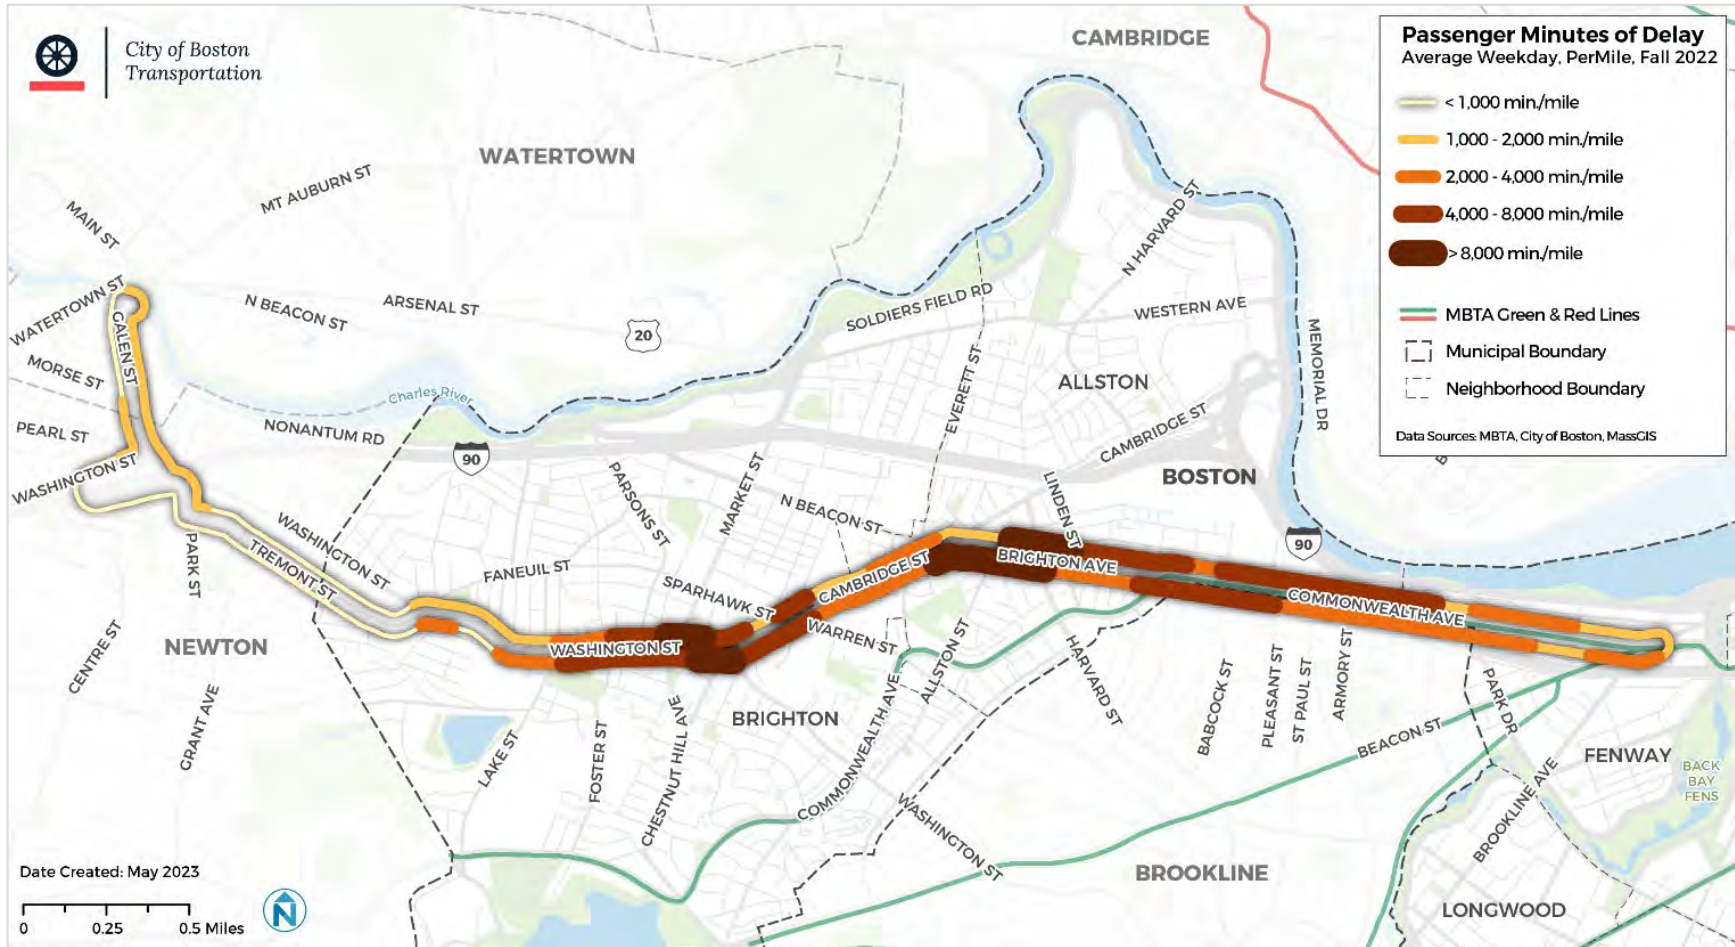 City of Boston
Transportation
CAMBRIDGE
Passenger Minutes of Delay
Average Weekday, PerMile, Fall 2022
< 1,000 min./mile
1,000 - 2,000 min./mile
2,000 - 4,000 min./mile
4,000 - 8,000 min./mile
> 8,000 min./mile
MBTA Green & Red Lines
Municipal Boundary
Neighborhood Boundary
Data Sources: MBTA, City of Boston, MassGIS
WATERTOWN
MT AUBURN ST
MAIN ST
N HARVARD ST
WATERTOWN ST
N BEACON ST
ARSENAL ST
20
SOLDIERS FIELD RD
WESTERN AVE
MEMORIAL DR
GALEN ST
MORSE ST
Charles River
EVERETT ST
ALLSTON
PEARL ST
NONANTUM RD
90
CAMBRIDGE ST
WASHINGTON ST
PARSONS ST
MARKET ST
N BEACON ST
LINDEN ST
BOSTON
90
PARK ST
WASHINGTON ST
TREMONT ST
FANEUIL ST
SPARHAWK ST
CAMBRIDGE ST
BRIGHTON AVE
COMMONWEALTH AVE
WARREN ST
WASHINGTON ST
NEWTON
CENTRE ST
GRANT AVE
LAKE ST
FOSTER ST
CHESTNUT HILL AVE
BRIGHTON
COMMONWEALTH AVE
ALLSTON ST
HARVARD ST
BABCOCK ST
PLEASANT ST
ST PAUL ST
ARMORY ST
BEACON ST
PARK DR
FENWAY
BACK
BAY
FENS
BROOKLINE AVE
WASHINGTON ST
BROOKLINE
LONGWOOD
Date Created: May 2023
0 0.25 0.5 Miles
N